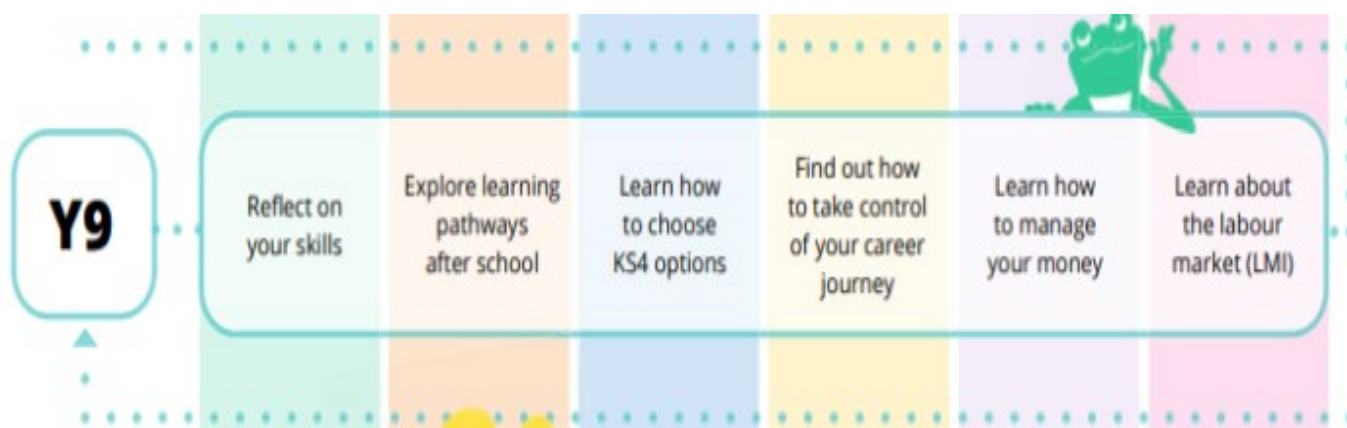 Y9
Reflect on
your skills
Explore learning
pathways
after school
Learn how
to choose
KS4 options
Find out how
to take control
of your career
journey
Learn how
to manage
your money
Learn about
the labour
market (LMI)